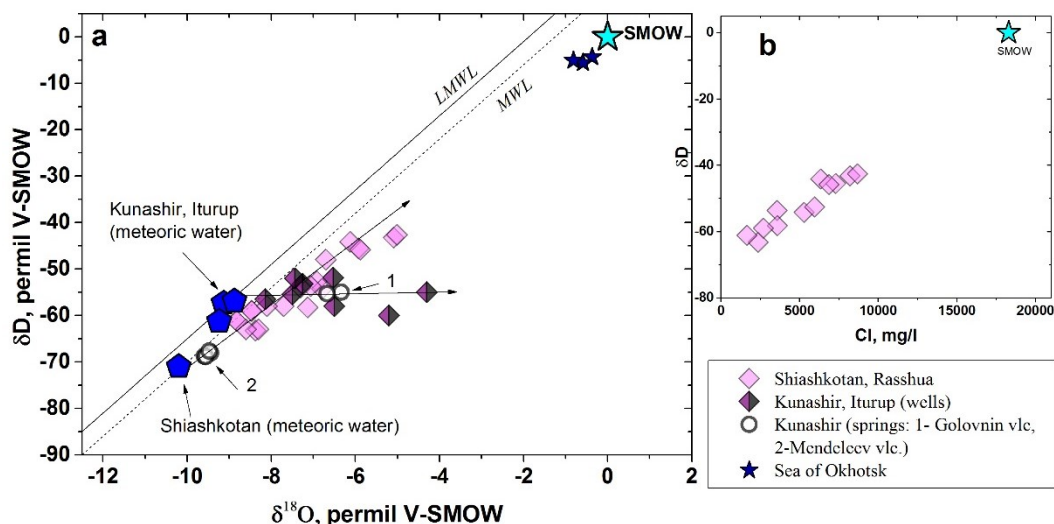 a
SMOW
LMWL
MWL
Kunashir, Iturup
(meteoric water)
1
2
Shiashkotan (meteoric water)
0
-10
-20
-30
-40
-50
-60
-70
-80
-90
δD, permil V-SMOW
-12
-10
-8
-6
-4
-2
0
2
δ18O, permil V-SMOW
b
SMOW
0
-20
-40
-60
-80
δD
0
5000
10000
15000
20000
Cl, mg/l
Shiashkotan, Rasshua
Kunashir, Iturup (wells)
Kunashir (springs: 1- Golovnin vlc,
2-Mendeleev vlc.)
Sea of Okhotsk